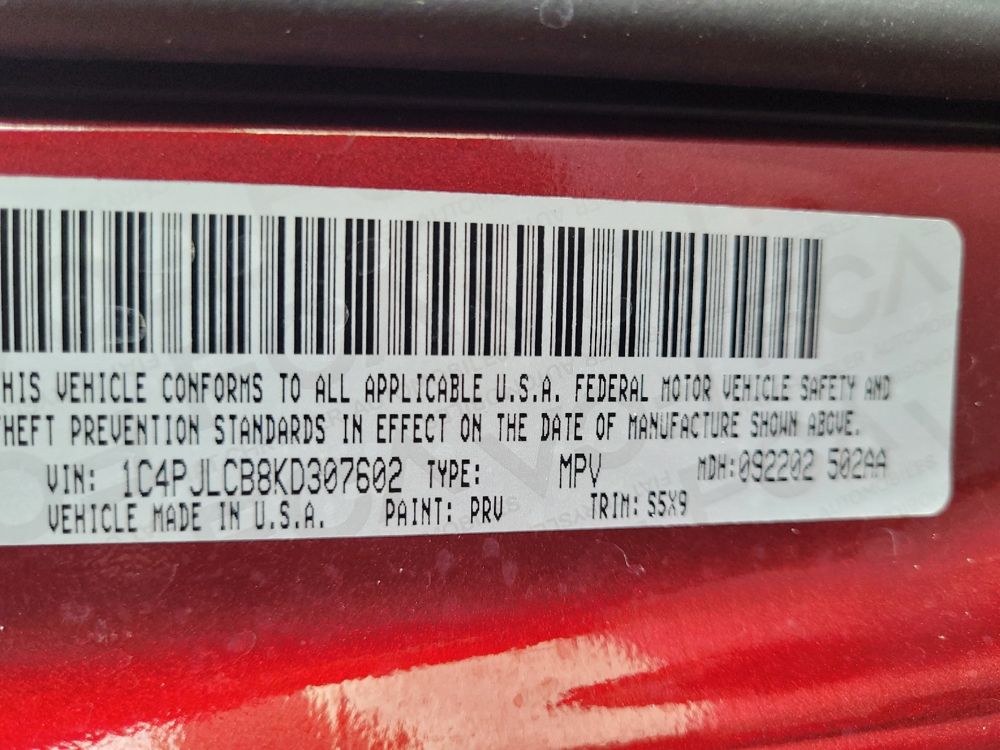 HIS VEHICLE CONFORMS TO ALL APPLICABLE U.S.A. FEDERAL MOTOR VEHICLE SAFETY AND
HEFT PREVENTION STANDARDS IN EFFECT ON THE DATE OF MANUFACTURE SHOWN ABOVE.
VIN: 1C4PJLCB8KD307602 TYPE: MPV MDH:092202 502AA
VEHICLE MADE IN U.S.A. PAINT: PRV TRIM: S5X9